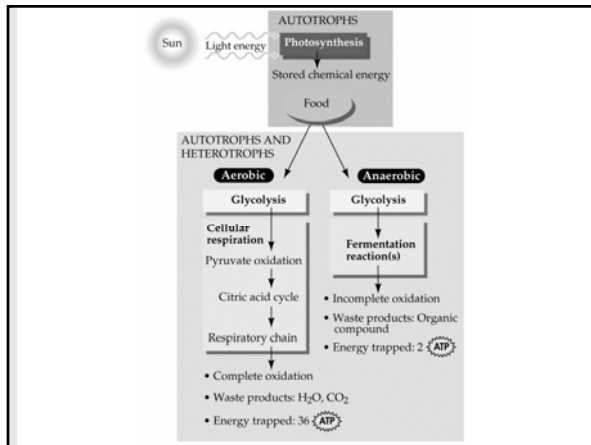 AUTOTROPHS
Sun
Light energy
Photosynthesis
Stored chemical energy
Food
AUTOTROPHS AND
HETEROTROPHS
Aerobic
Glycolysis
Cellular
respiration
Pyruvate oxidation
Citric acid cycle
Respiratory chain
• Complete oxidation
• Waste products: H₂O, CO₂
• Energy trapped: 36 ATP
Anaerobic
Glycolysis
Fermentation
reaction(s)
• Incomplete oxidation
• Waste products: Organic
compound
• Energy trapped: 2 ATP